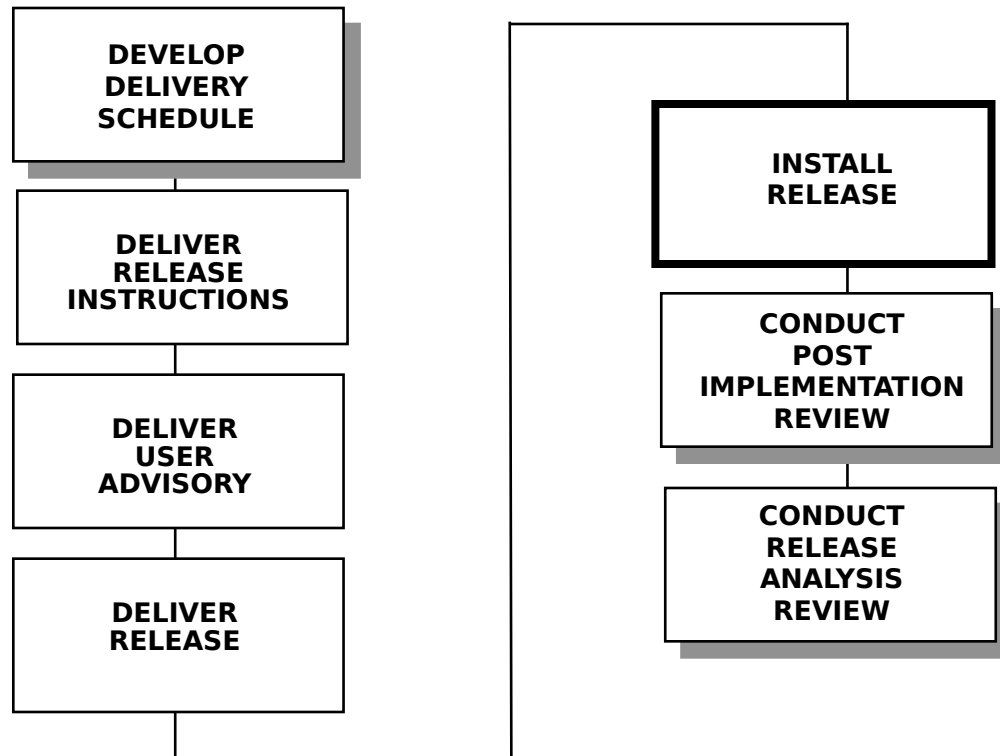 DEVELOP
DELIVERY
SCHEDULE
DELIVER
RELEASE
INSTRUCTIONS
DELIVER
USER
ADVISORY
DELIVER
RELEASE
INSTALL
RELEASE
CONDUCT
POST
IMPLEMENTATION
REVIEW
CONDUCT
RELEASE
ANALYSIS
REVIEW